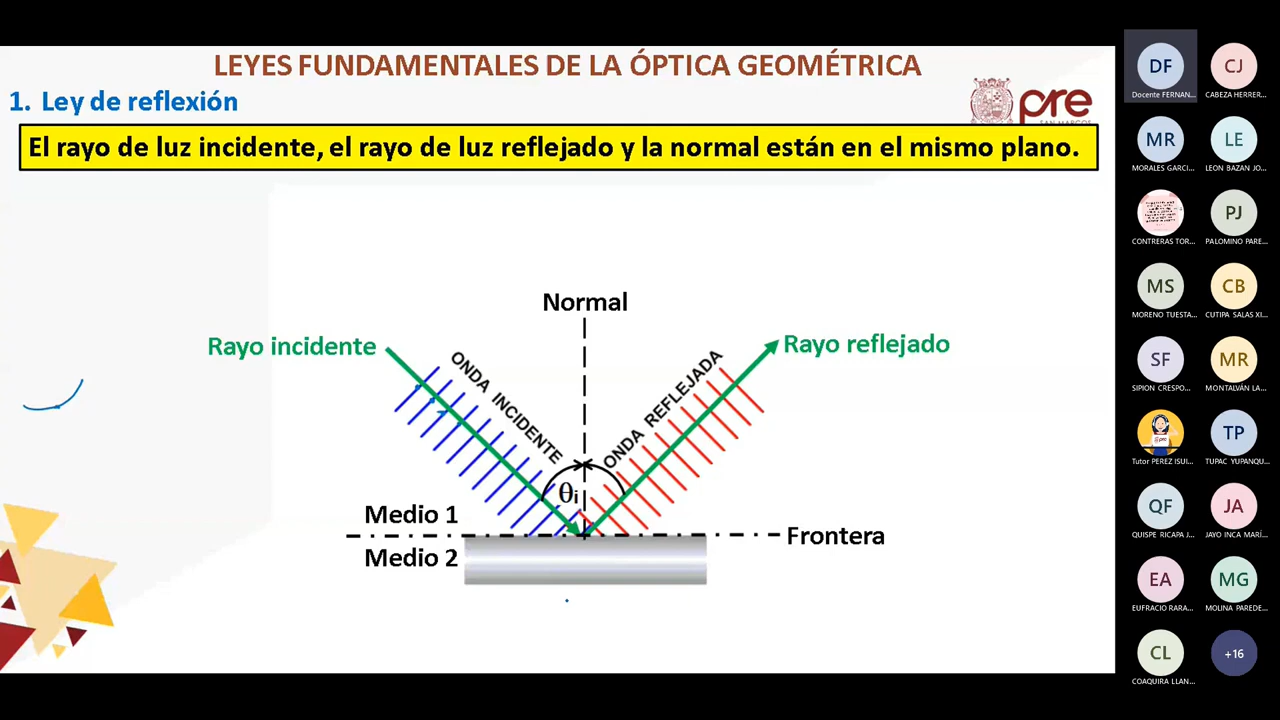 LEYES FUNDAMENTALES DE LA ÓPTICA GEOMÉTRICA
1. Ley de reflexión
pre
SAN MARCOS
El rayo de luz incidente, el rayo de luz reflejado y la normal están en el mismo plano.
Normal
Rayo incidente
Rayo reflejado
ONDA INCIDENTE
ONDA REFLEJADA
θi
Medio 1
Frontera
Medio 2
DF
CJ
Docente FERNAN...
CABEZA HERRER...
MR
LE
MORALES GARCI...
LEON BAZAN JO...
PJ
CONTRERAS TOR...
PALOMINO PARE...
MS
CB
MORENO TUESTA...
CUTIPA SALAS XI...
SF
MR
SIPION CRESPO...
MONTALVÁN LA...
TP
Tutor PEREZ ISUI...
TUPAC YUPANQU...
QF
JA
QUISPE RICAPA J...
JAYO INCA MARÍ...
EA
MG
EUFRACIO RARA...
MOLINA PAREDE...
CL
+16
COAQUIRA LLAN...